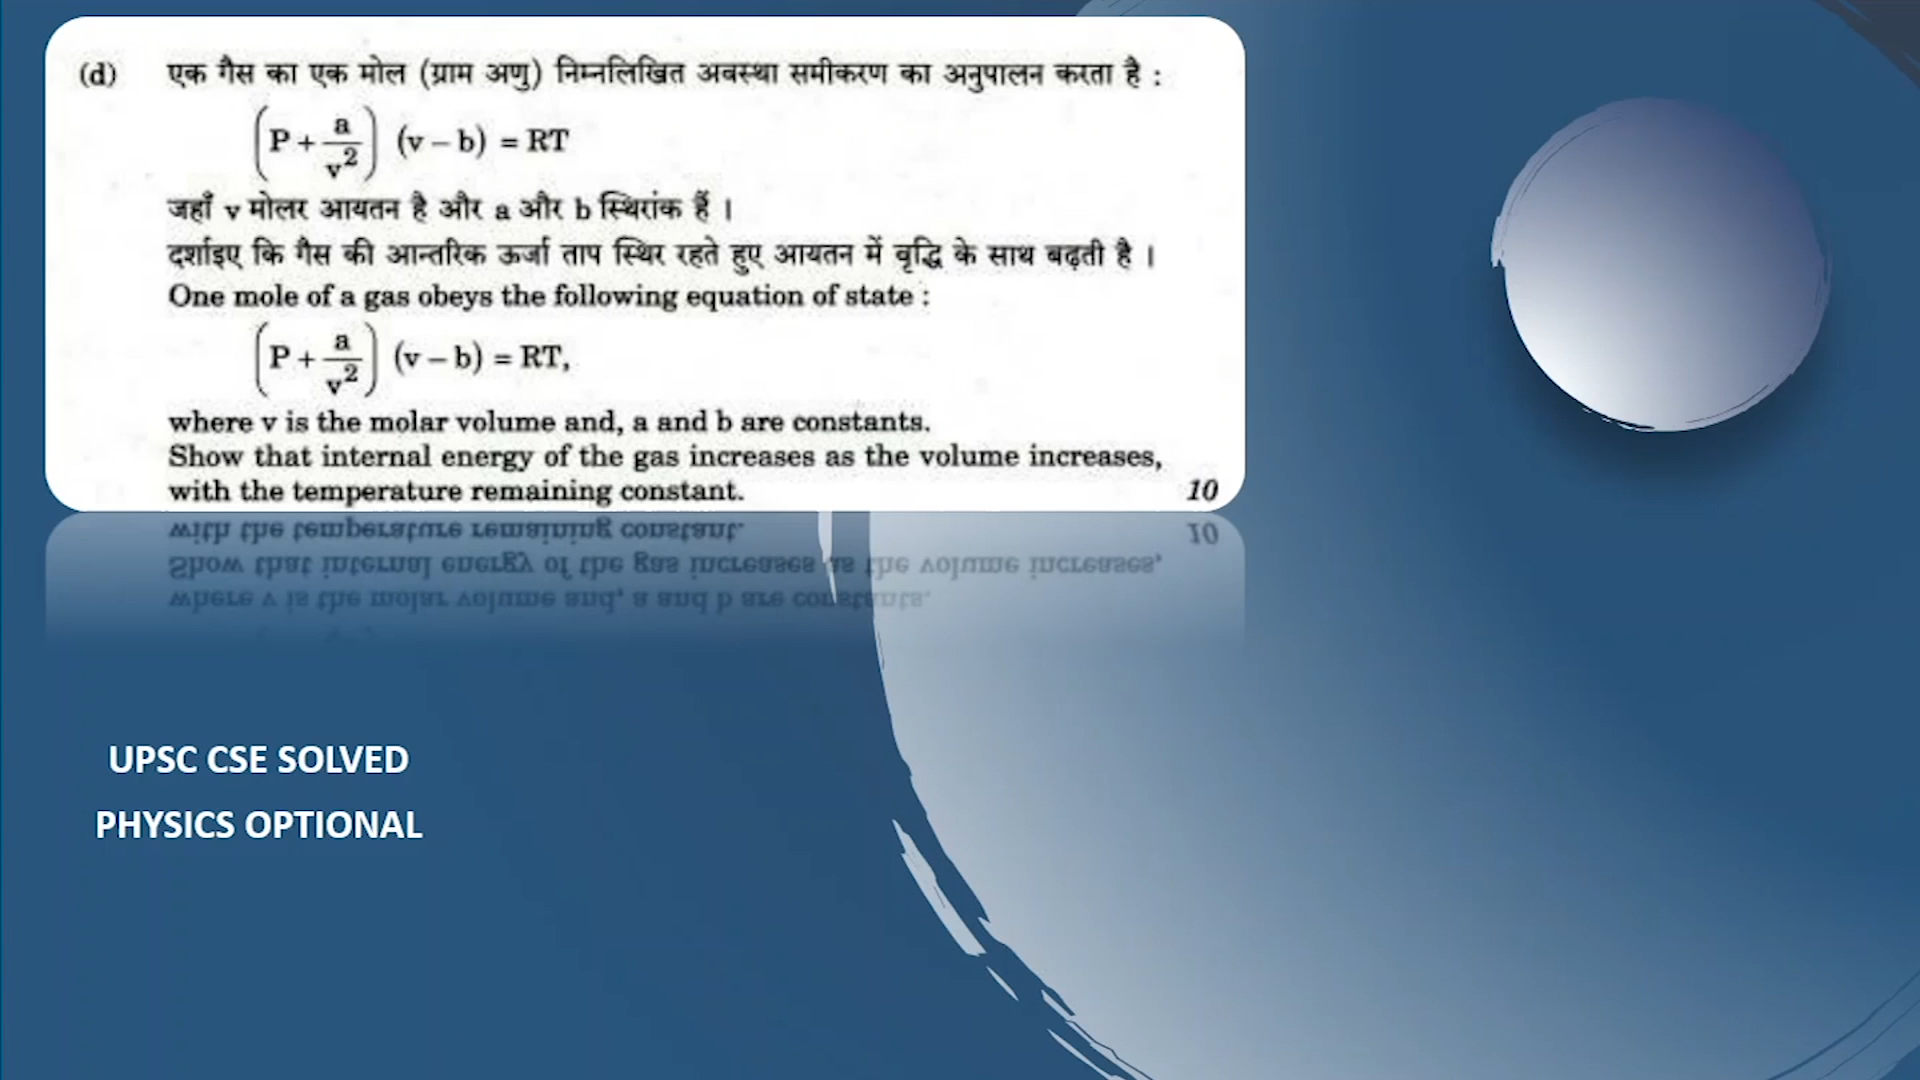 (d) एक गैस का एक मोल (ग्राम अणु) निम्नलिखित अवस्था समीकरण का अनुपालन करता है :
(P + a/v²) (v – b) = RT
जहाँ v मोलर आयतन है और a और b स्थिरांक हैं ।
दर्शाइए कि गैस की आन्तरिक ऊर्जा ताप स्थिर रहते हुए आयतन में वृद्धि के साथ बढ़ती है ।
One mole of a gas obeys the following equation of state :
(P + a/v²) (v – b) = RT,
where v is the molar volume and, a and b are constants.
Show that internal energy of the gas increases as the volume increases,
with the temperature remaining constant. 10
UPSC CSE SOLVED
PHYSICS OPTIONAL